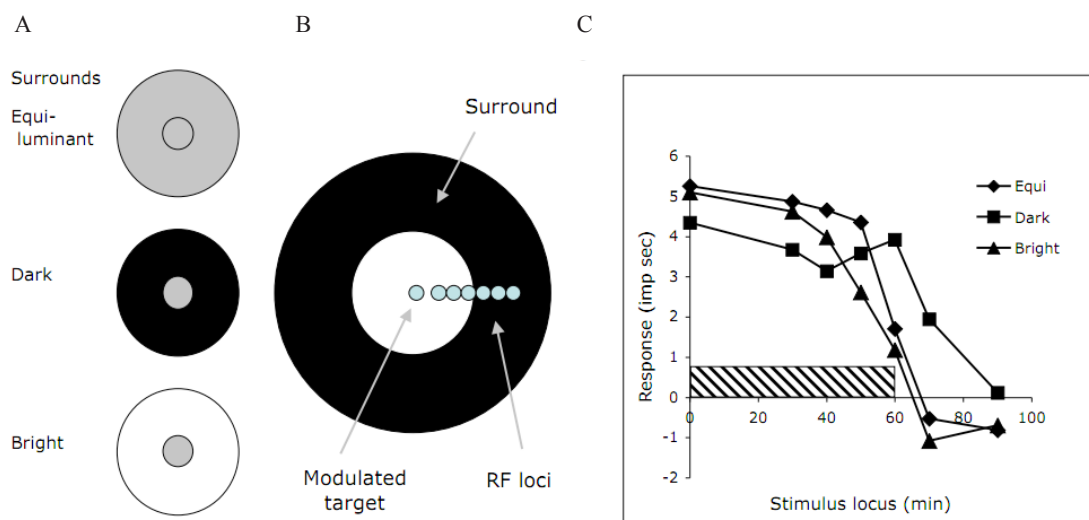 A
B
C
Surrounds
Equi-
luminant
Dark
Bright
Surround
Modulated
target
RF loci
Response (imp sec)
6
5
4
3
2
1
0
-1
-2
0
20
40
60
80
100
Stimulus locus (min)
Equi
Dark
Bright